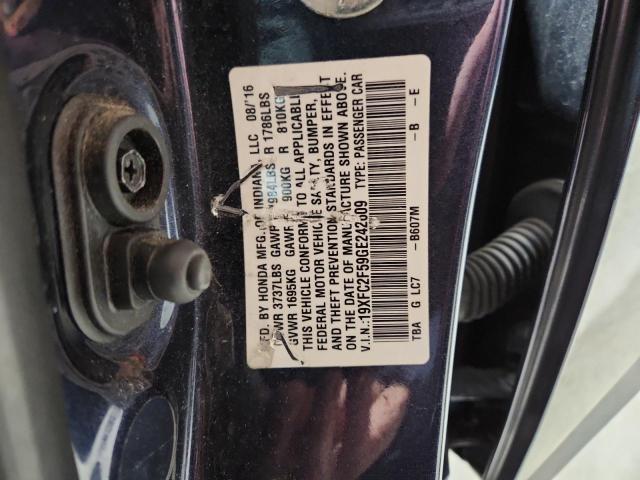 MFD. BY HONDA MFG. OF INDIANA, LLC 08/'16
GVWR 3737LBS GAWR F 1984LBS R 1786LBS
GVWR 1695KG GAWR F 900KG R 810KG
THIS VEHICLE CONFORMS TO ALL APPLICABLE
FEDERAL MOTOR VEHICLE SAFETY, BUMPER,
AND THEFT PREVENTION STANDARDS IN EFFECT
ON THE DATE OF MANUFACTURE SHOWN ABOVE.
V.I.N.: TYPE: PASSENGER CAR
TBA G LC7 - B607M - B - E